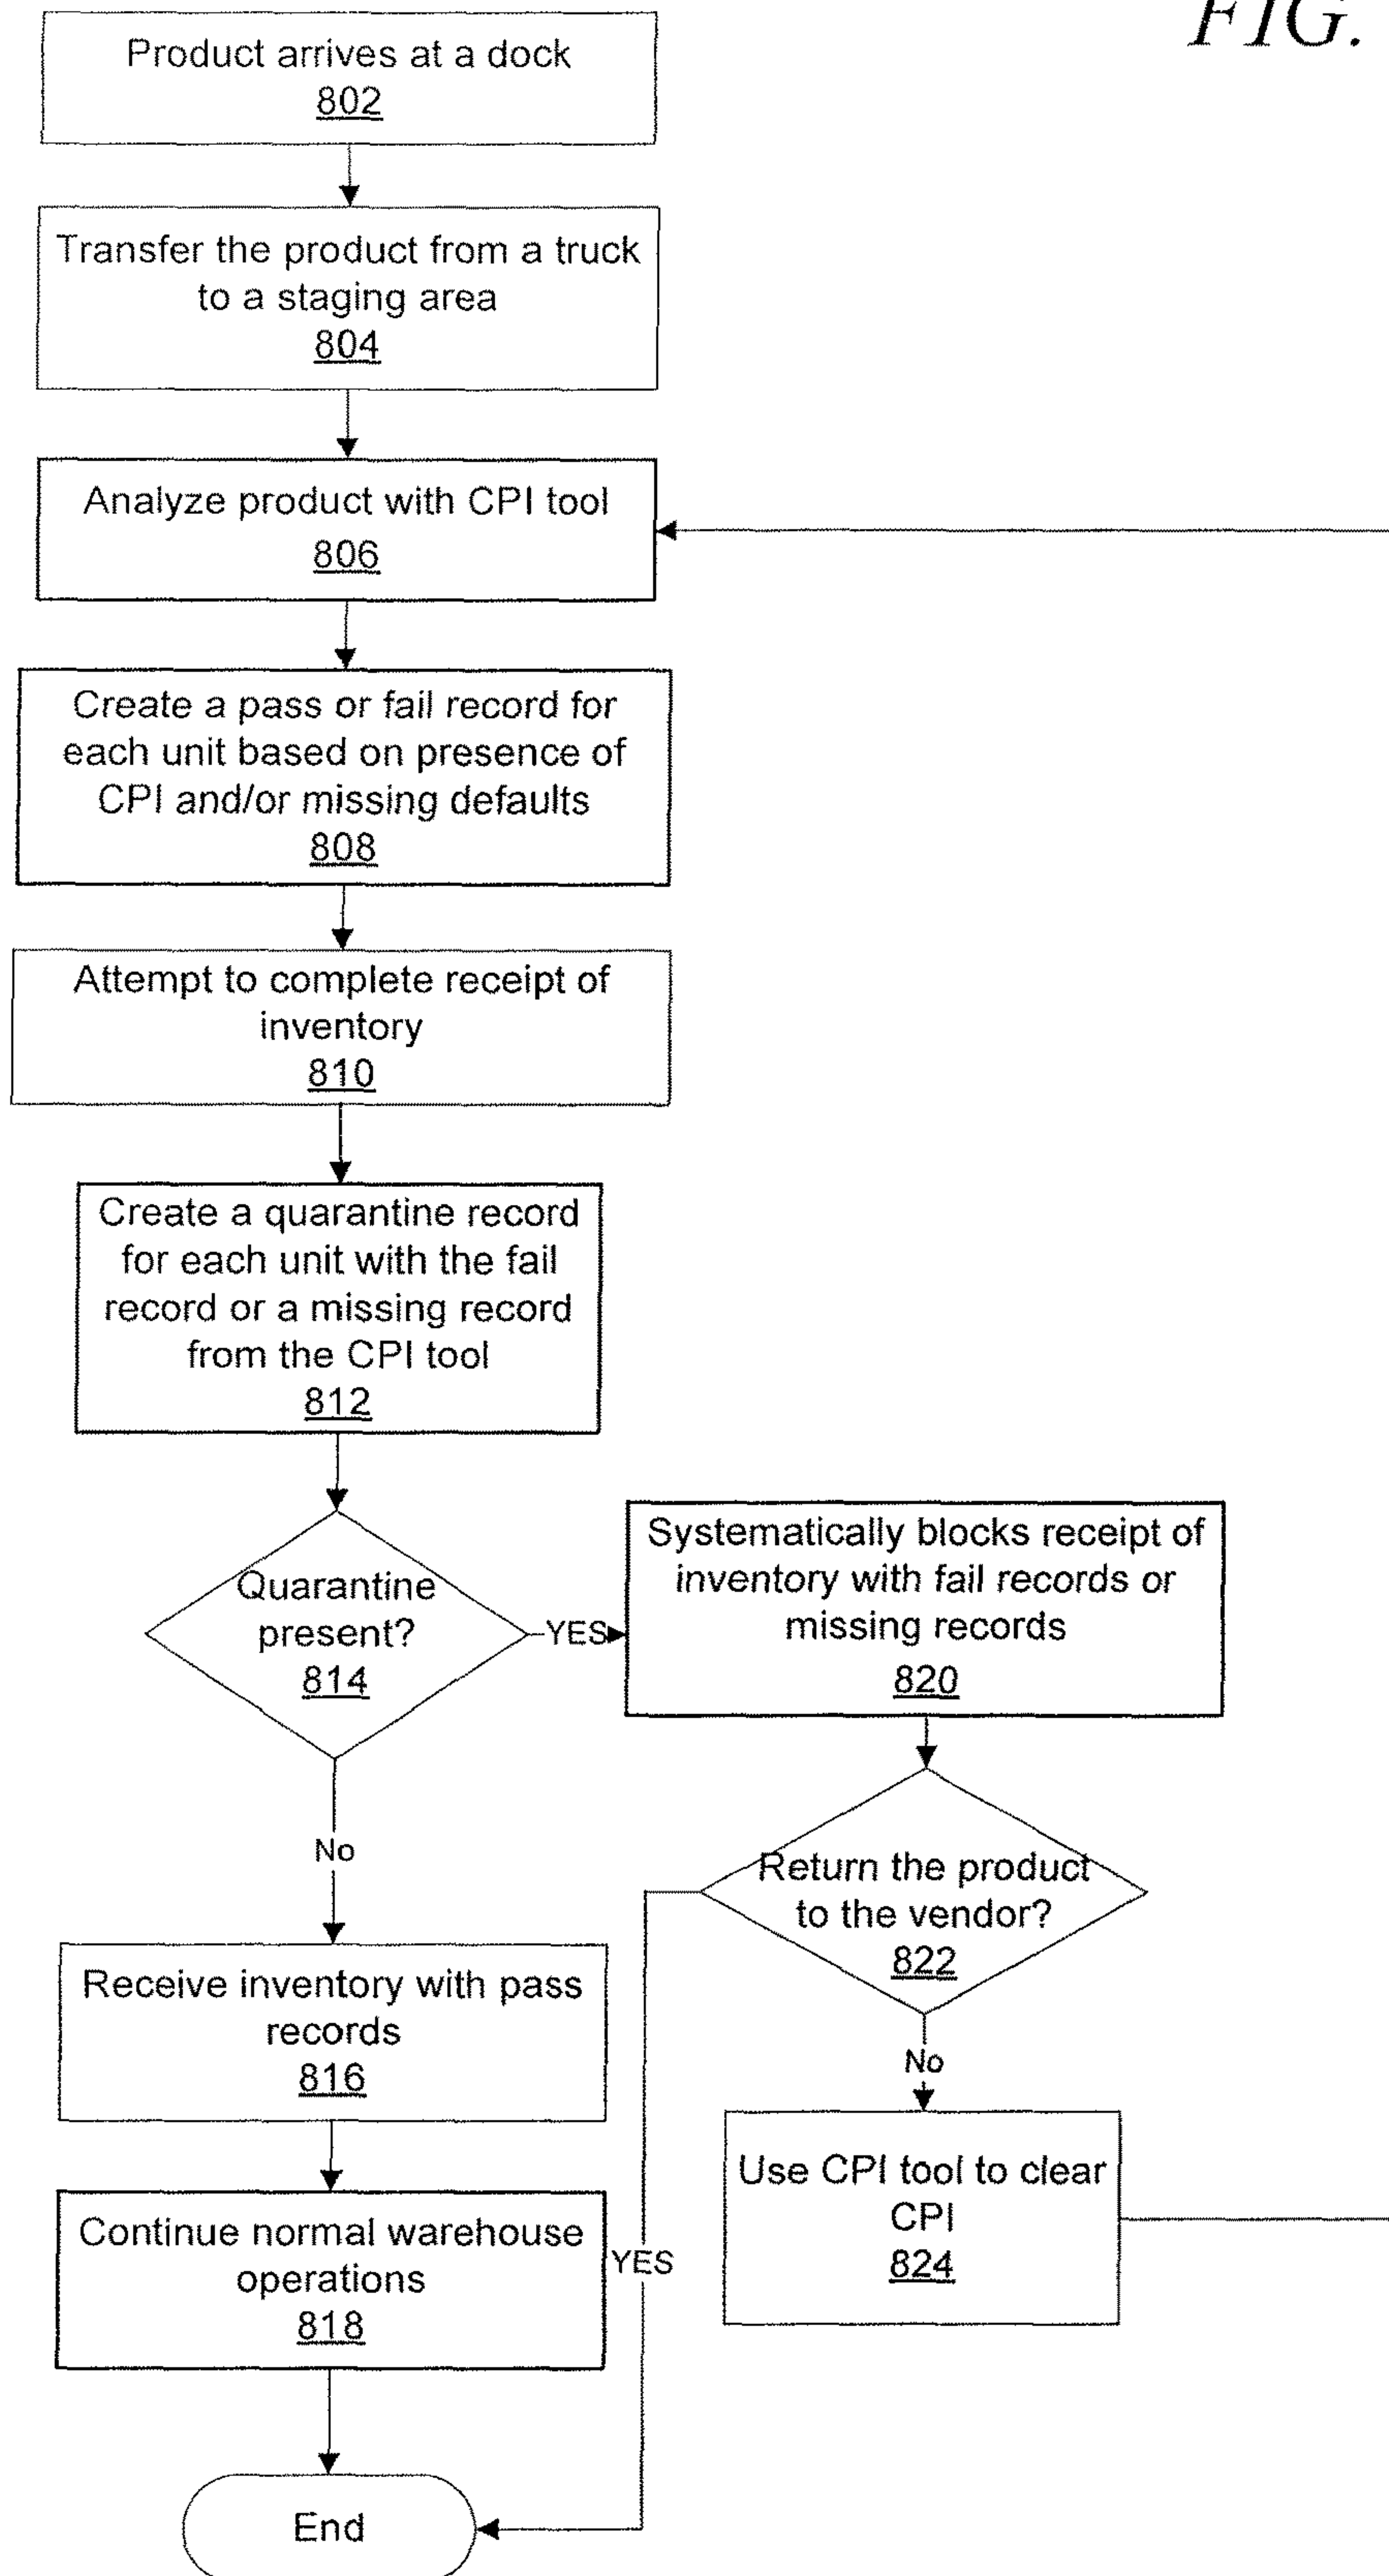 FIG.
Product arrives at a dock
802
Transfer the product from a truck
to a staging area
804
Analyze product with CPI tool
806
Create a pass or fail record for
each unit based on presence of
CPI and/or missing defaults
808
Attempt to complete receipt of
inventory
810
Create a quarantine record
for each unit with the fail
record or a missing record
from the CPI tool
812
Quarantine
present?
814
YES
Systematically blocks receipt of
inventory with fail records or
missing records
820
No
Return the product
to the vendor?
822
Receive inventory with pass
records
816
No
Use CPI tool to clear
CPI
824
Continue normal warehouse
operations
818
YES
End